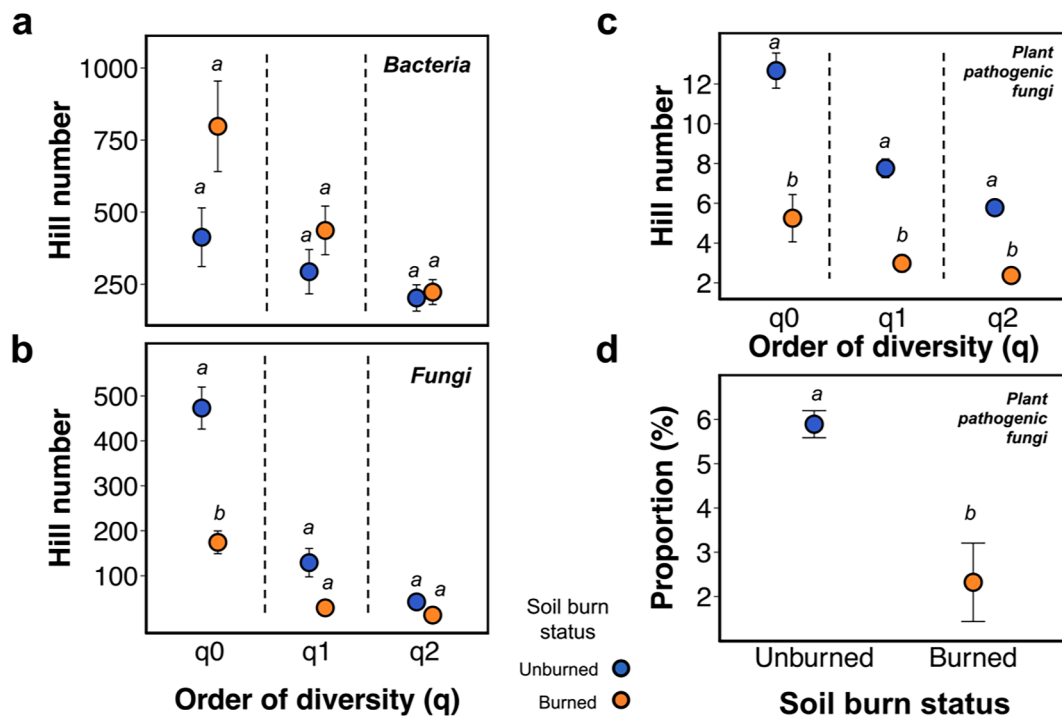 a
Bacteria
Hill number
1000
750
500
250
a
a
a
a
a
a
b
Fungi
Hill number
500
400
300
200
100
a
b
a
a
a
a
q0
q1
q2
Order of diversity (q)
Soil burn
status
Unburned
Burned
c
Plant
pathogenic
fungi
Hill number
12
10
8
6
4
2
a
b
a
b
a
b
q0
q1
q2
Order of diversity (q)
d
Plant
pathogenic
fungi
Proportion (%)
6
5
4
3
2
a
b
Unburned
Burned
Soil burn status